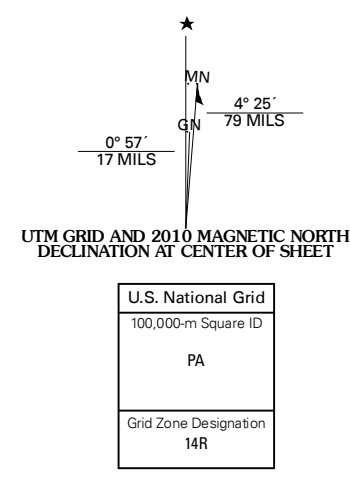 MN
4° 25´
79 MILS
GN
0° 57´
17 MILS
UTM GRID AND 2010 MAGNETIC NORTH
DECLINATION AT CENTER OF SHEET
U.S. National Grid
100,000-m Square ID
PA
Grid Zone Designation
14R